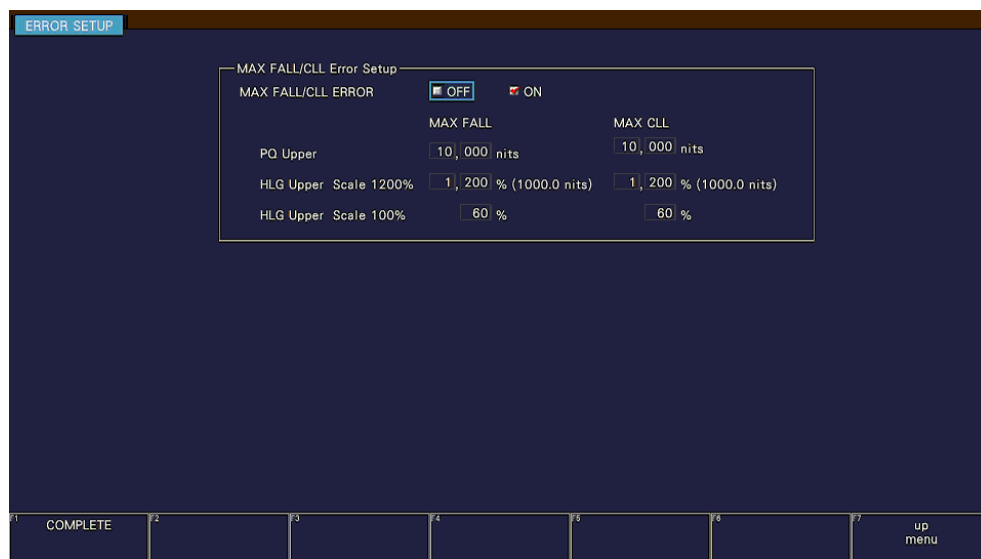 ERROR SETUP
MAX FALL/CLL Error Setup
MAX FALL/CLL ERROR OFF ON
MAX FALL MAX CLL
PQ Upper 10,000 nits 10,000 nits
HLG Upper Scale 1200% 1,200 % (1000.0 nits) 1,200 % (1000.0 nits)
HLG Upper Scale 100% 60 % 60 %
F1 COMPLETE F2 F3 F4 F5 F6 F7 up
menu